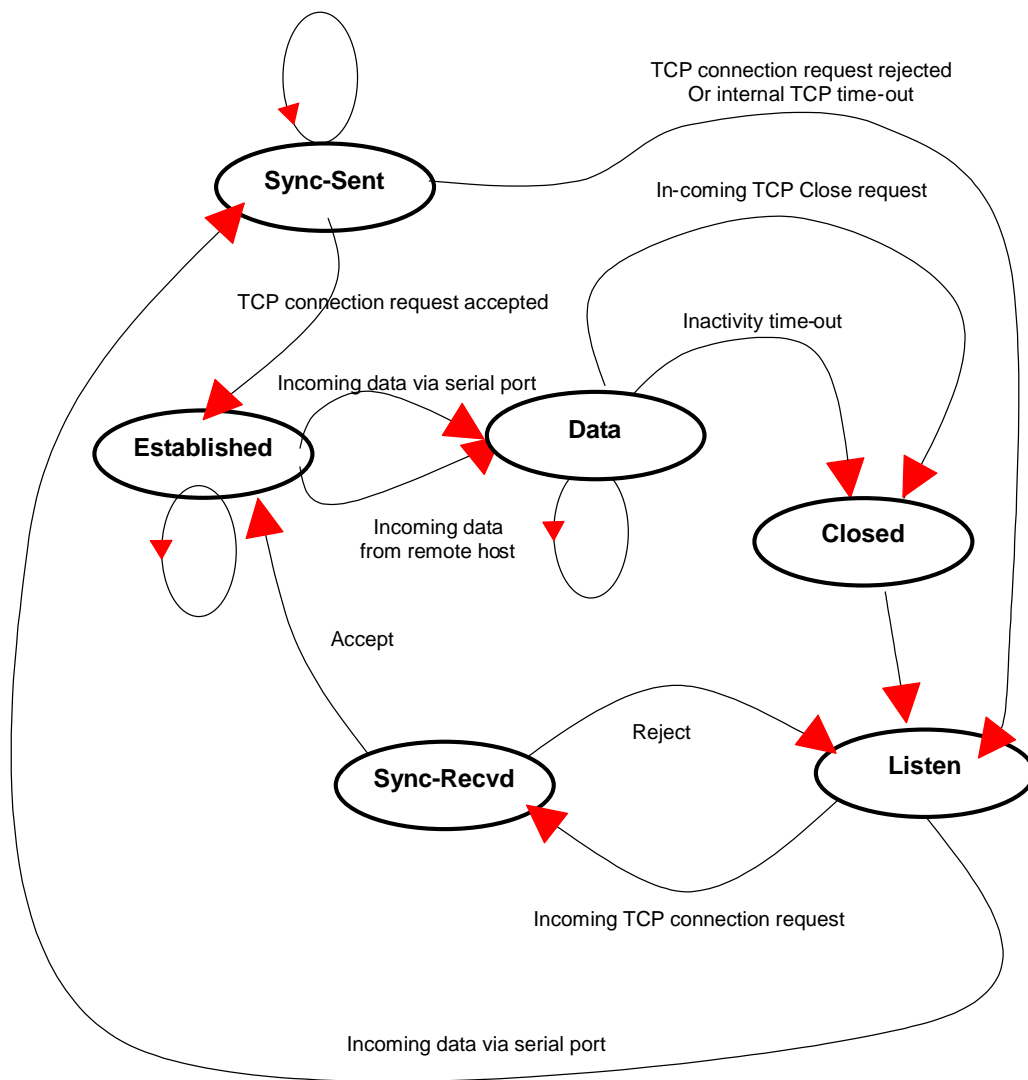 TCP connection request rejected
Or internal TCP time-out
Sync-Sent
In-coming TCP Close request
TCP connection request accepted
Inactivity time-out
Incoming data via serial port
Data
Established
Incoming data
from remote host
Closed
Accept
Reject
Listen
Sync-Recvd
Incoming TCP connection request
Incoming data via serial port